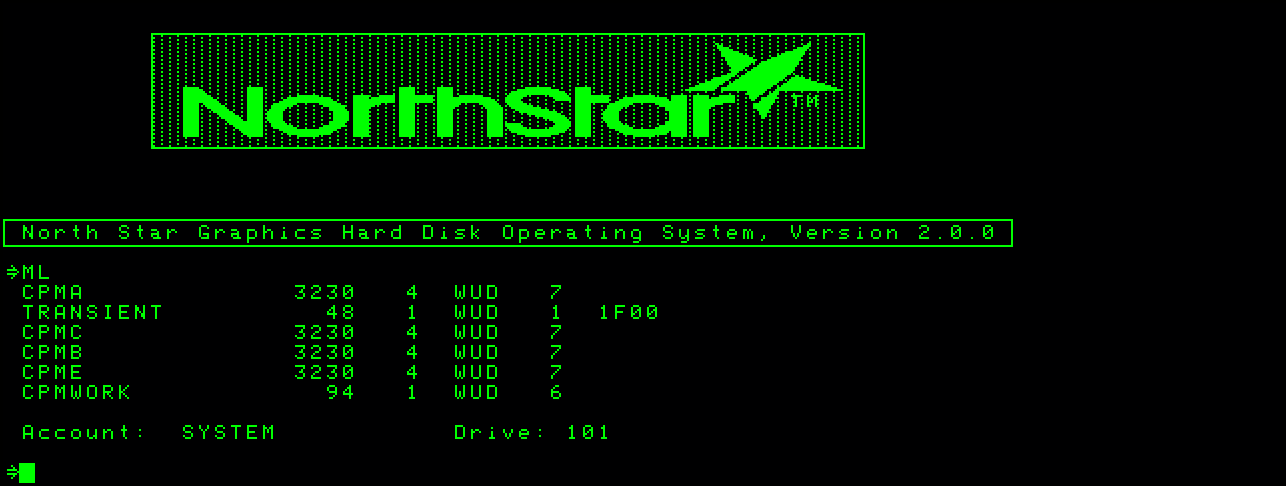 NorthStar TM
North Star Graphics Hard Disk Operating System, Version 2.0.0
⇒ML
CPMA 3230 4 WUD 7
TRANSIENT 48 1 WUD 1 1F00
CPMC 3230 4 WUD 7
CPMB 3230 4 WUD 7
CPME 3230 4 WUD 7
CPMWORK 94 1 WUD 6
Account: SYSTEM Drive: 101
⇒